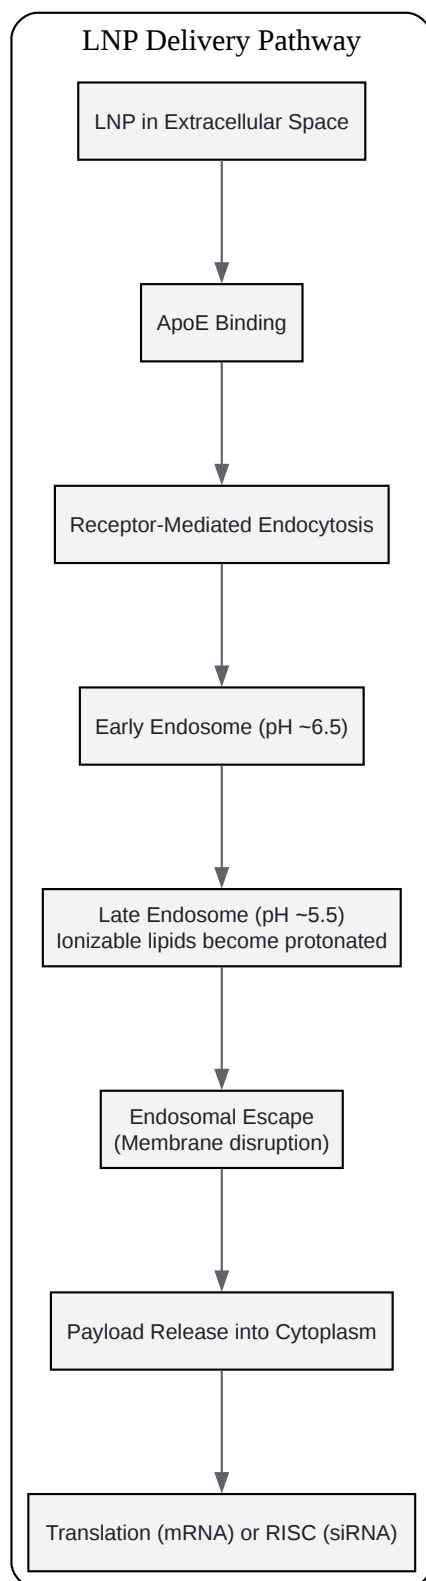 LNP Delivery Pathway
LNP in Extracellular Space
ApoE Binding
Receptor-Mediated Endocytosis
Early Endosome (pH ~6.5)
Late Endosome (pH ~5.5)
Ionizable lipids become protonated
Endosomal Escape
(Membrane disruption)
Payload Release into Cytoplasm
Translation (mRNA) or RISC (siRNA)